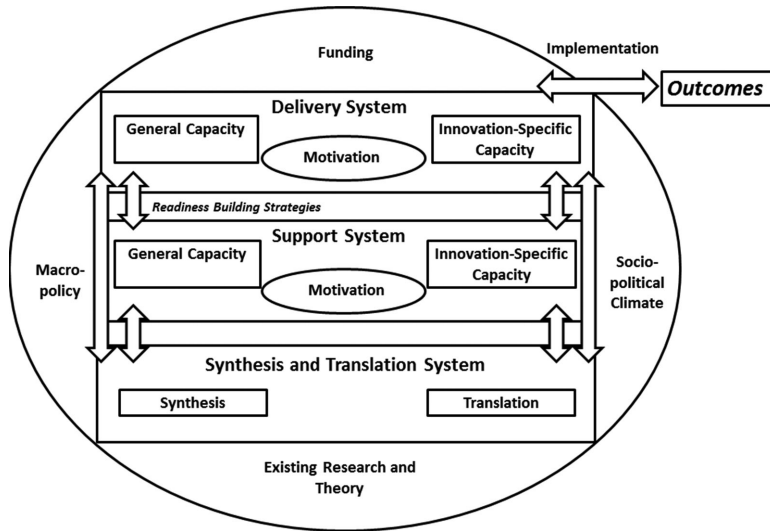 Funding
Implementation
Outcomes
Delivery System
General Capacity
Motivation
Innovation-Specific
Capacity
Readiness Building Strategies
Support System
General Capacity
Motivation
Innovation-Specific
Capacity
Macro-
policy
Socio-
political
Climate
Synthesis and Translation System
Synthesis
Translation
Existing Research and
Theory